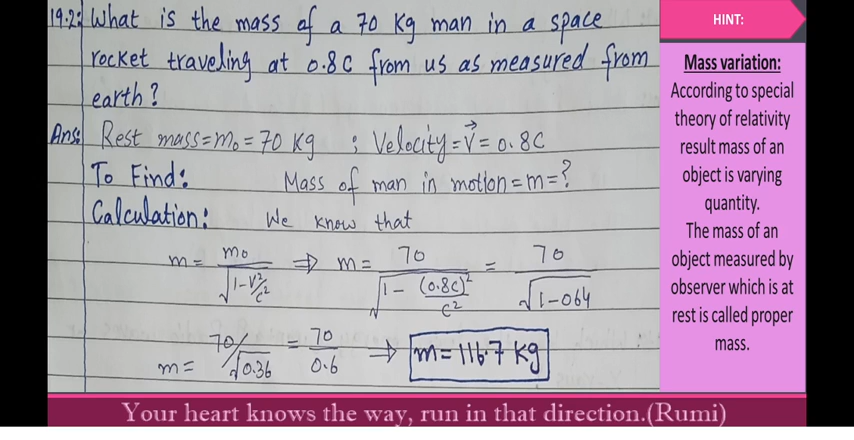 19.2: What is the mass of a 70 Kg man in a space
rocket traveling at 0.8C from us as measured from
earth?
Ans: Rest mass = m₀ = 70 Kg ; Velocity = V⃗ = 0.8C
To Find: Mass of man in motion = m = ?
Calculation: We know that
m = m₀/√(1-V²/c²) ⇒ m = 70/√(1-(0.8C)²/C²) = 70/√(1-064)
m = 70/√0.36 = 70/0.6 ⇒ m = 116.7 Kg
HINT:
Mass variation:
According to special
theory of relativity
result mass of an
object is varying
quantity.
The mass of an
object measured by
observer which is at
rest is called proper
mass.
Your heart knows the way, run in that direction.(Rumi)